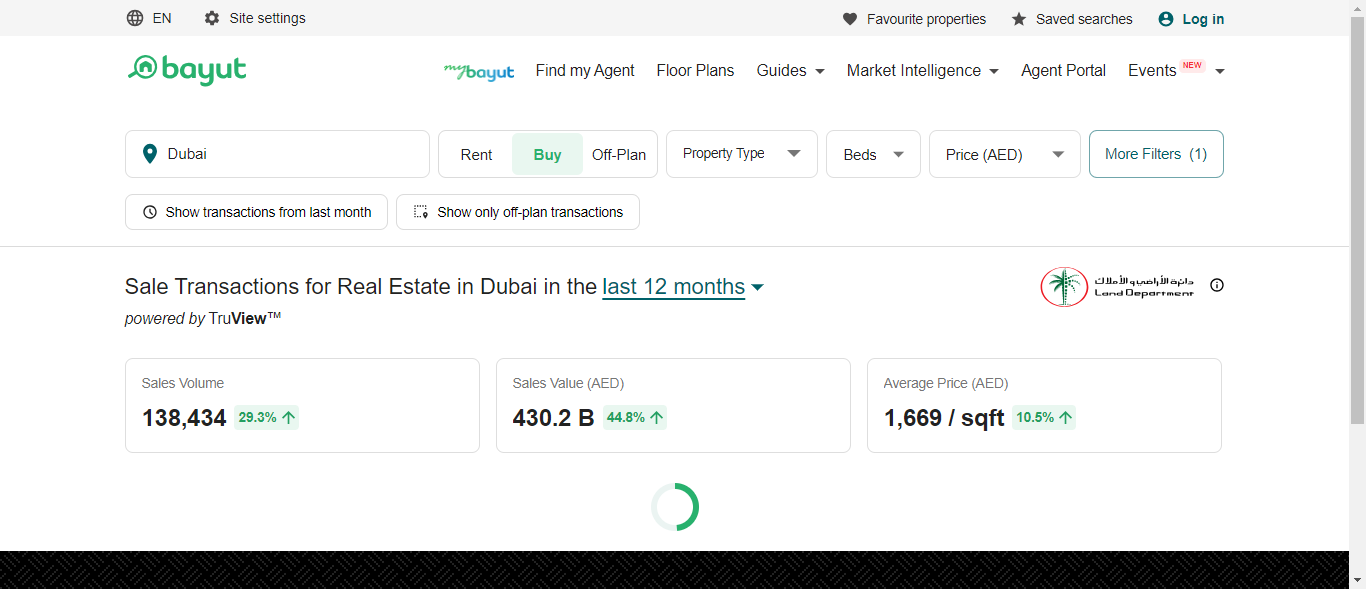 EN Site settings Favourite properties Saved searches Log in
bayut mybayut Find my Agent Floor Plans Guides Market Intelligence Agent Portal Events NEW
Dubai Rent Buy Off-Plan Property Type Beds Price (AED) More Filters (1)
Show transactions from last month Show only off-plan transactions
Sale Transactions for Real Estate in Dubai in the last 12 months
دائرة الأراضي و الأملاك
Land Department
powered by TruView™
Sales Volume Sales Value (AED) Average Price (AED)
138,434 29.3% 430.2 B 44.8% 1,669 / sqft 10.5%